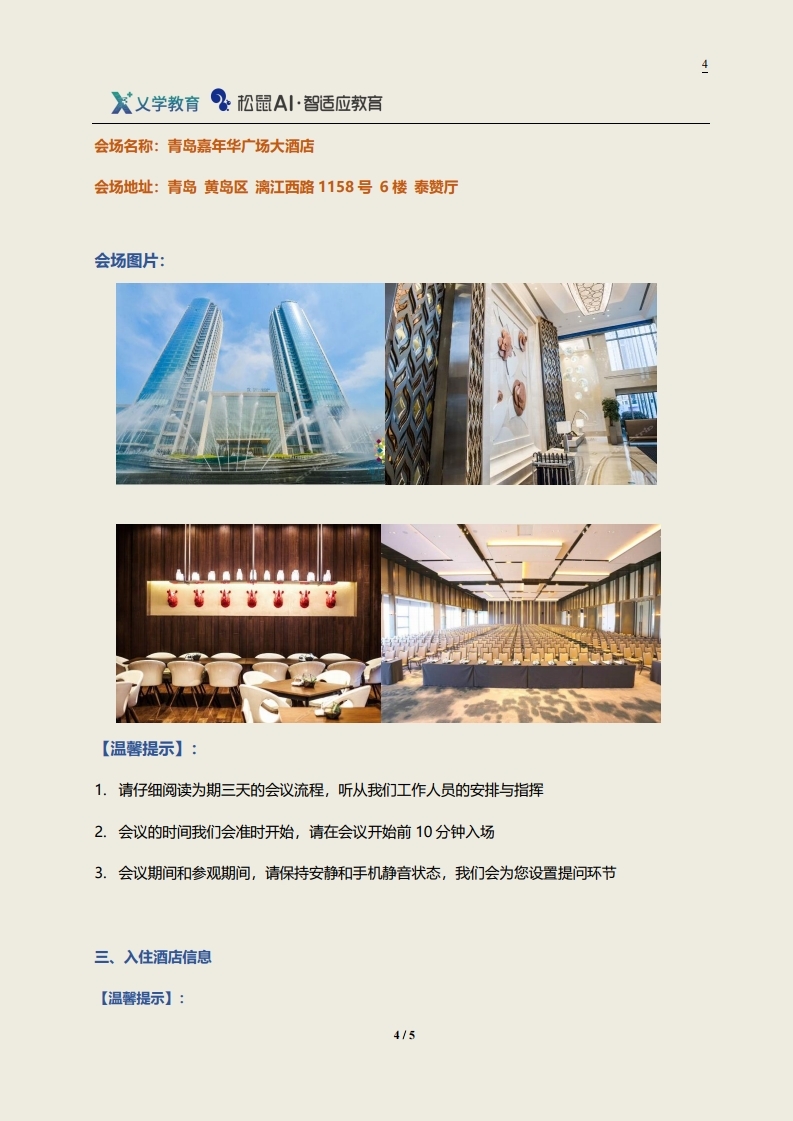 4
乂学教育 松鼠AI·智适应教育
会场名称：青岛嘉年华广场大酒店
会场地址：青岛 黄岛区 漓江西路 1158 号 6 楼 泰赞厅
会场图片：
【温馨提示】：
1. 请仔细阅读为期三天的会议流程，听从我们工作人员的安排与指挥
2. 会议的时间我们会准时开始，请在会议开始前 10 分钟入场
3. 会议期间和参观期间，请保持安静和手机静音状态，我们会为您设置提问环节
三、入住酒店信息
【温馨提示】：
4 / 5